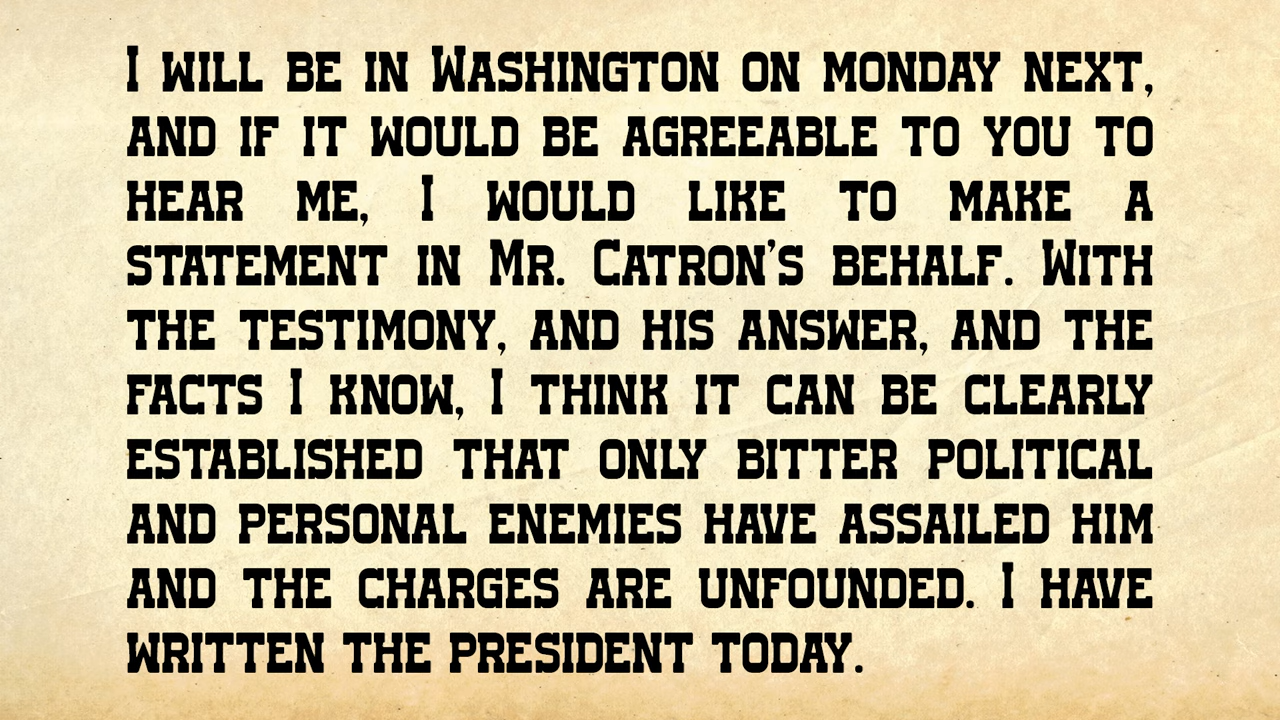 I will be in Washington on monday next,
and if it would be agreeable to you to
hear me, I would like to make a
statement in Mr. Catron's behalf. With
the testimony, and his answer, and the
facts I know, I think it can be clearly
established that only bitter political
and personal enemies have assailed him
and the charges are unfounded. I have
written the president today.